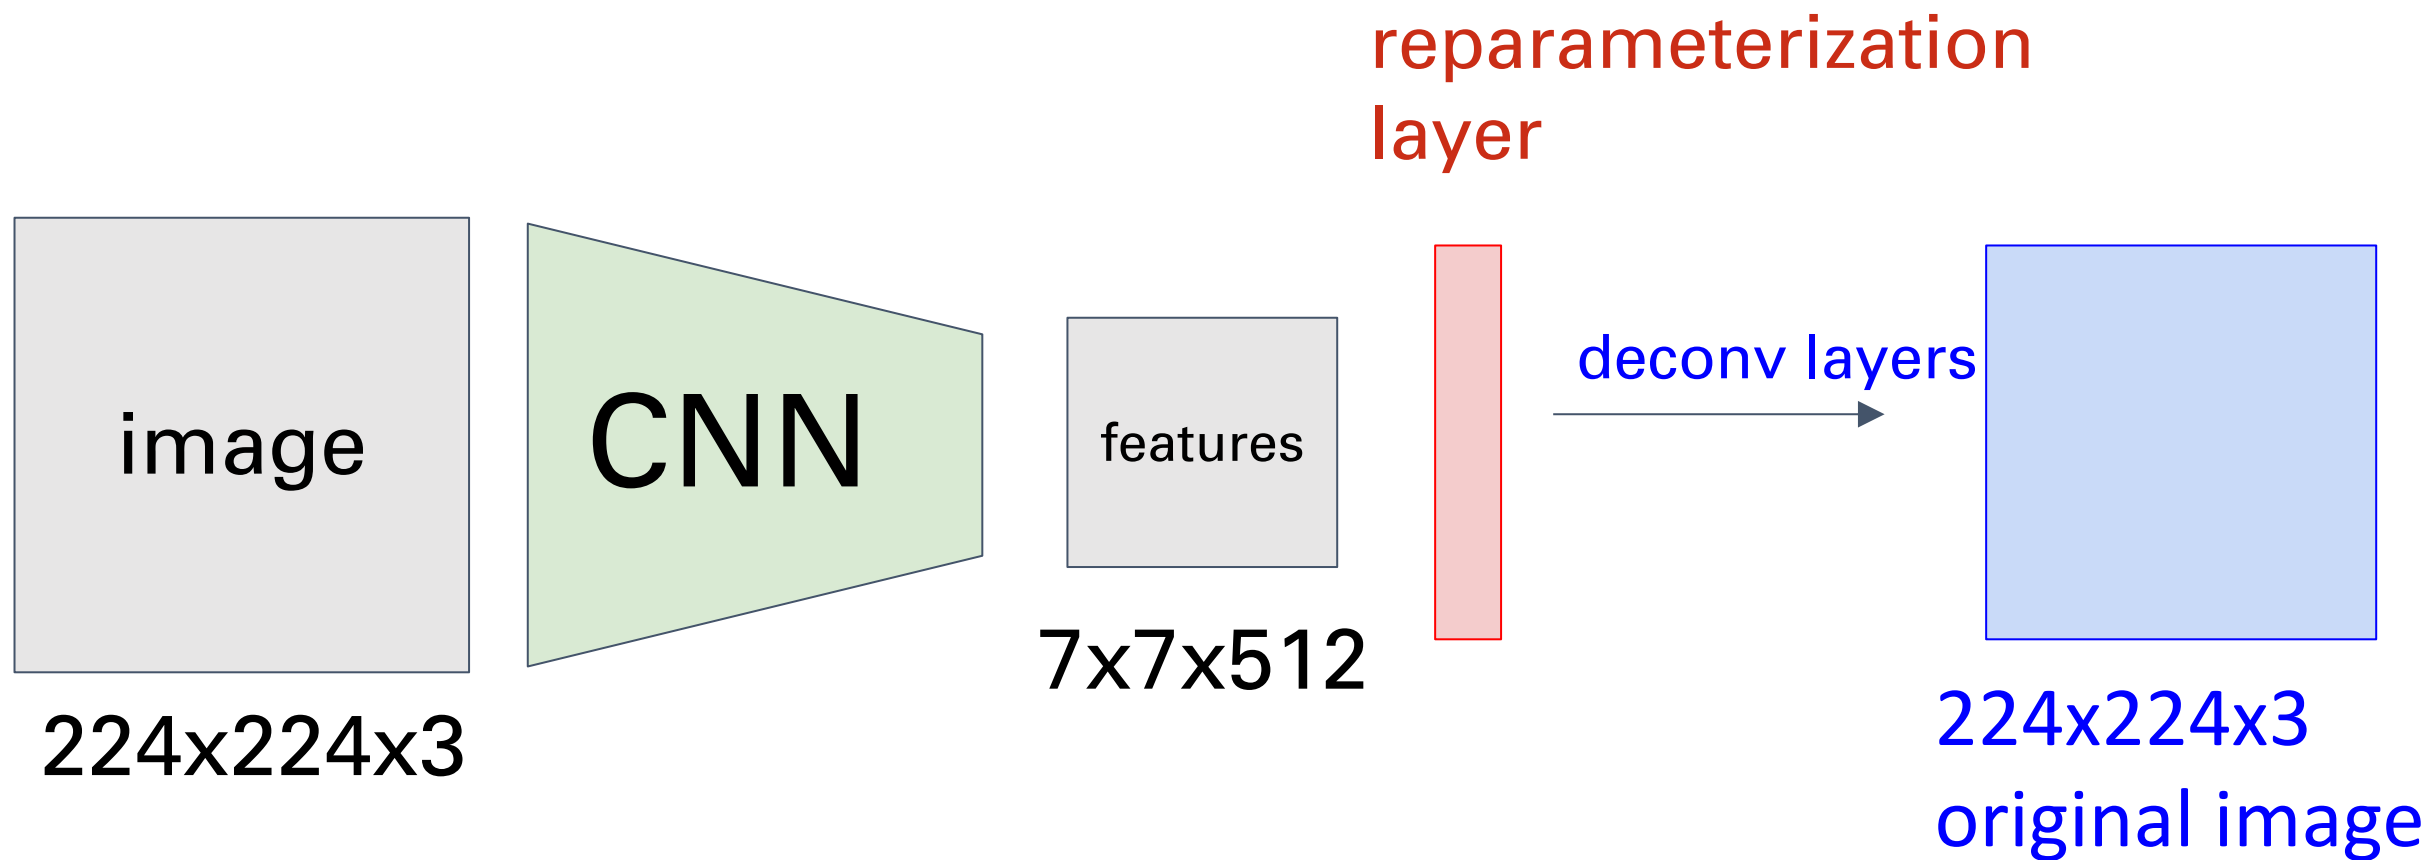 reparameterization
layer
image
CNN
features
deconv layers
7x7x512
224x224x3
224x224x3
original image